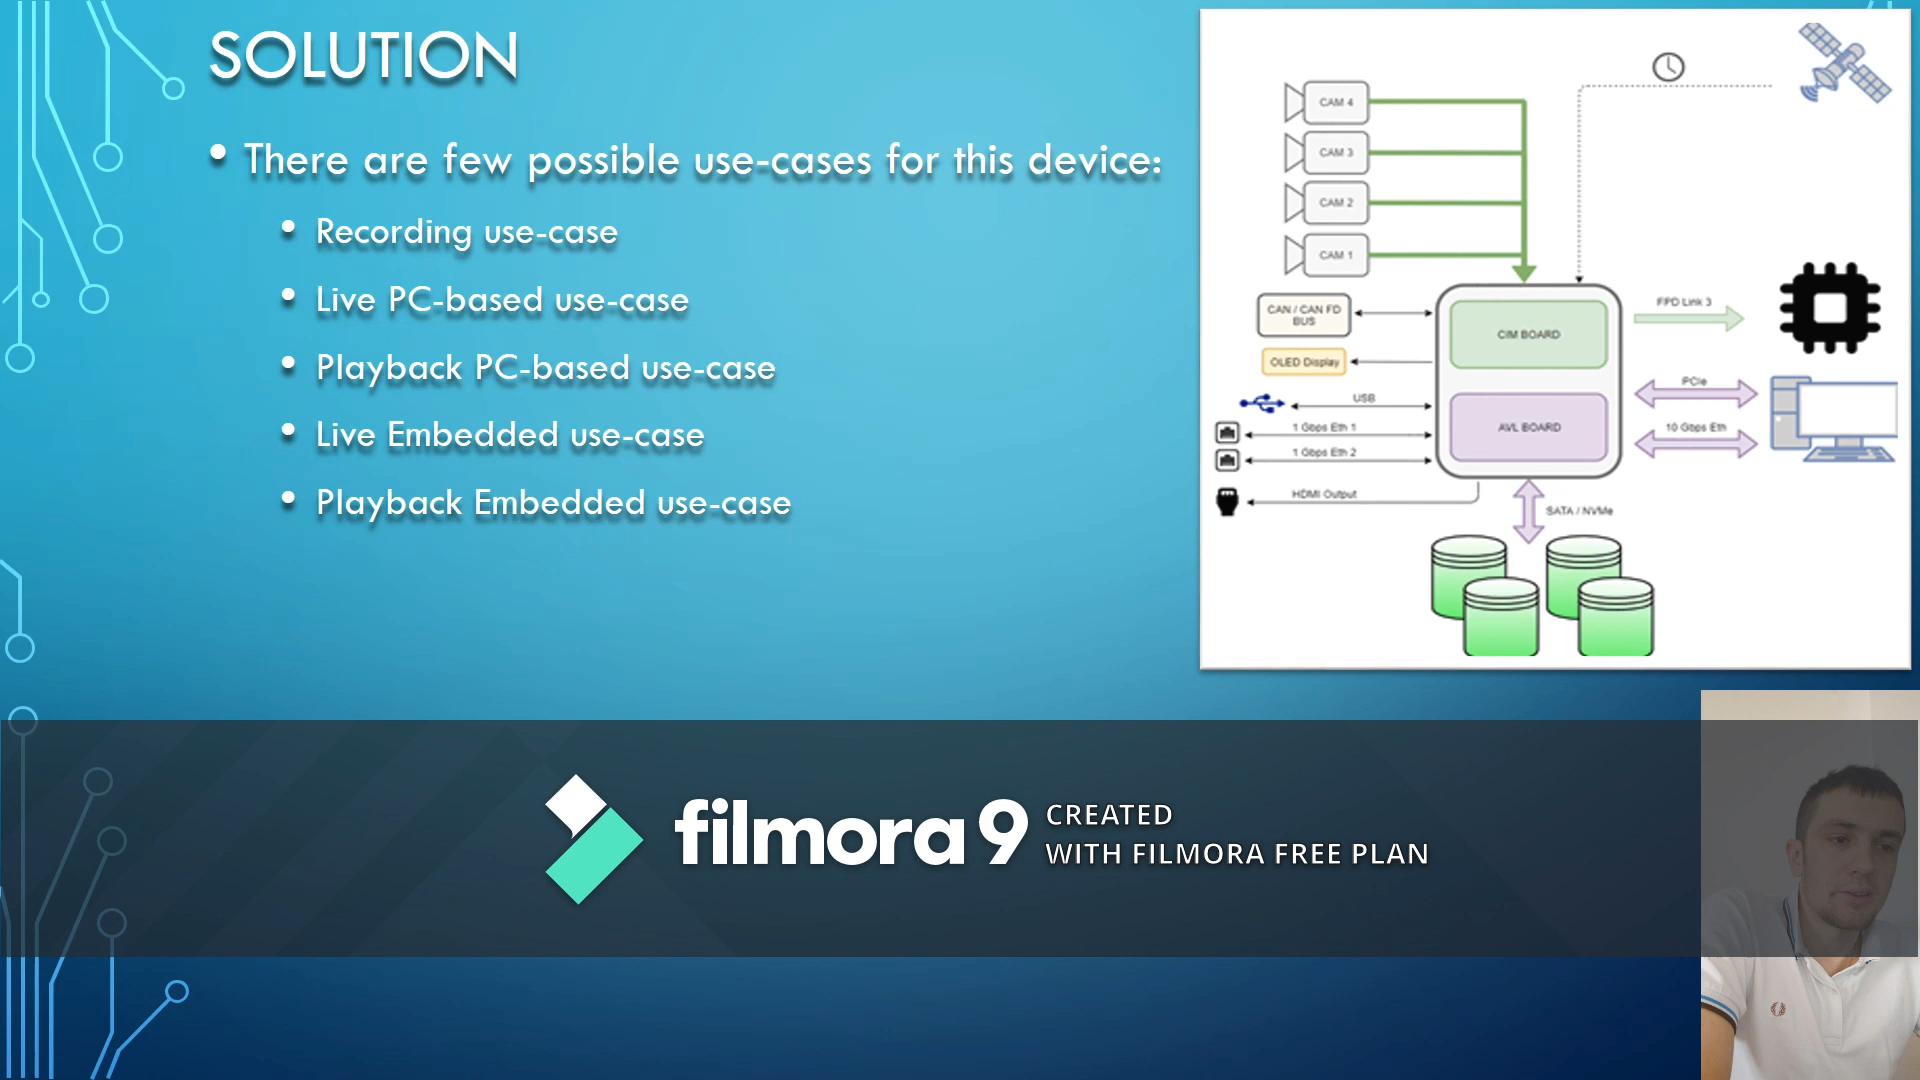 SOLUTION
• There are few possible use-cases for this device:
• Recording use-case
• Live PC-based use-case
• Playback PC-based use-case
• Live Embedded use-case
• Playback Embedded use-case
CAM 4
CAM 3
CAM 2
CAM 1
CAN / CAN FD
BUS
OLED Display
USB
1 Gbps Eth 1
1 Gbps Eth 2
HDMI Output
CIM BOARD
AVL BOARD
FPD Link 3
PCIe
10 Gbps Eth
SATA / NVMe
filmora 9
CREATED
WITH FILMORA FREE PLAN